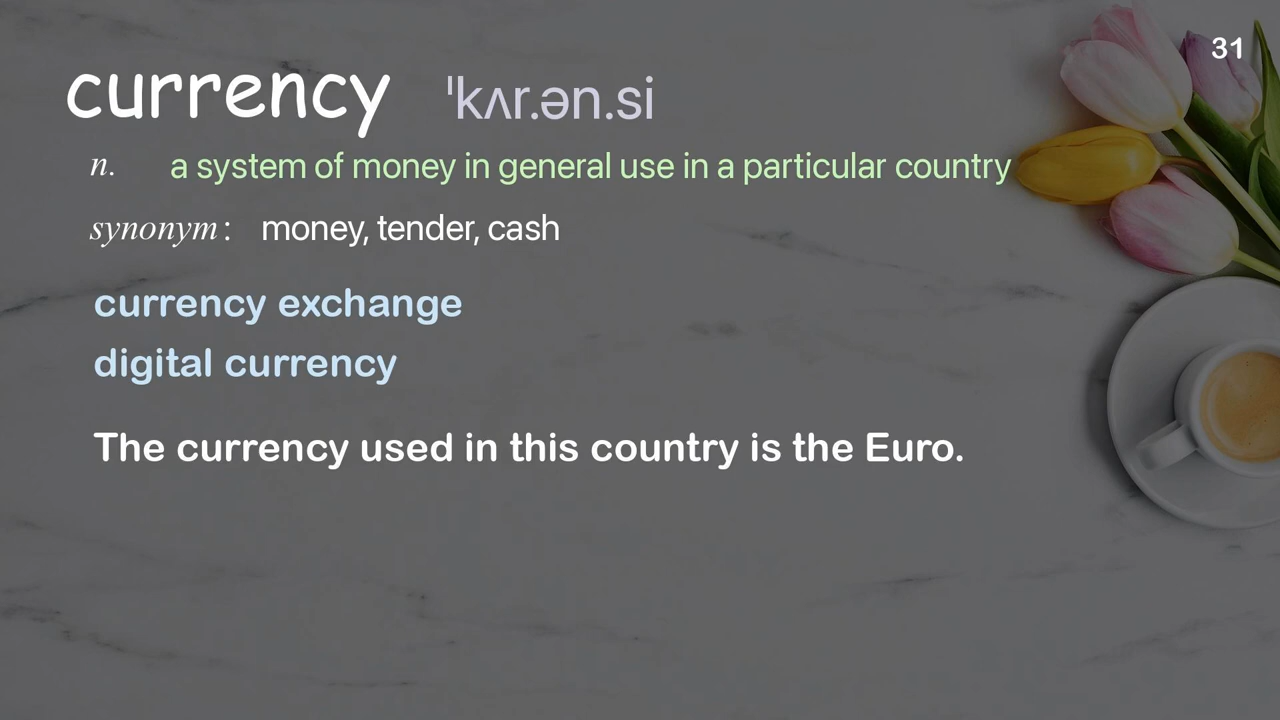 31
currency ˈkʌr.ən.si
n. a system of money in general use in a particular country
synonym: money, tender, cash
currency exchange
digital currency
The currency used in this country is the Euro.